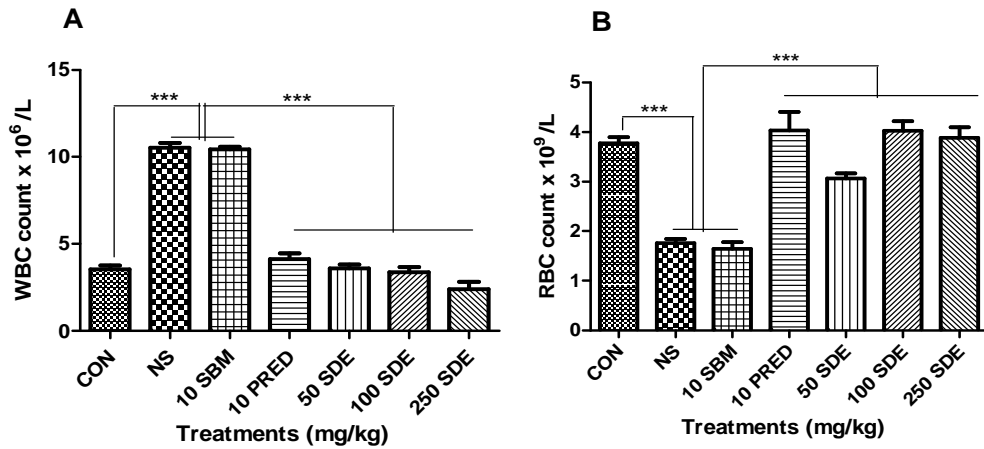 A
WBC count x 10⁶/L
15
10
5
0
***
***
CON
NS
10 SBM
10 PRED
50 SDE
100 SDE
250 SDE
Treatments (mg/kg)
B
RBC count x 10⁹/L
5
4
3
2
1
0
***
***
CON
NS
10 SBM
10 PRED
50 SDE
100 SDE
250 SDE
Treatments (mg/kg)